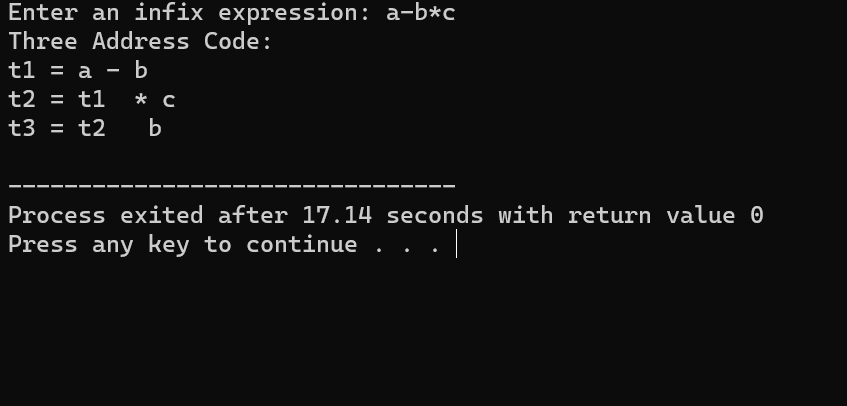 Enter an infix expression: a-b*c
Three Address Code:
t1 = a - b
t2 = t1  * c
t3 = t2   b
--------------------------------
Process exited after 17.14 seconds with return value 0
Press any key to continue . . .